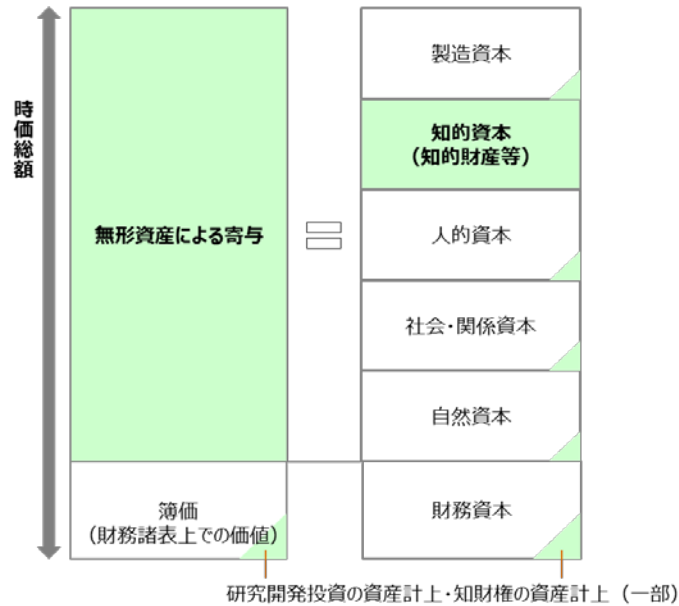 時価総額
無形資産による寄与
簿価
(財務諸表上での価値)
製造資本
知的資本
(知的財産等)
人的資本
社会・関係資本
自然資本
財務資本
研究開発投資の資産計上・知財権の資産計上（一部）